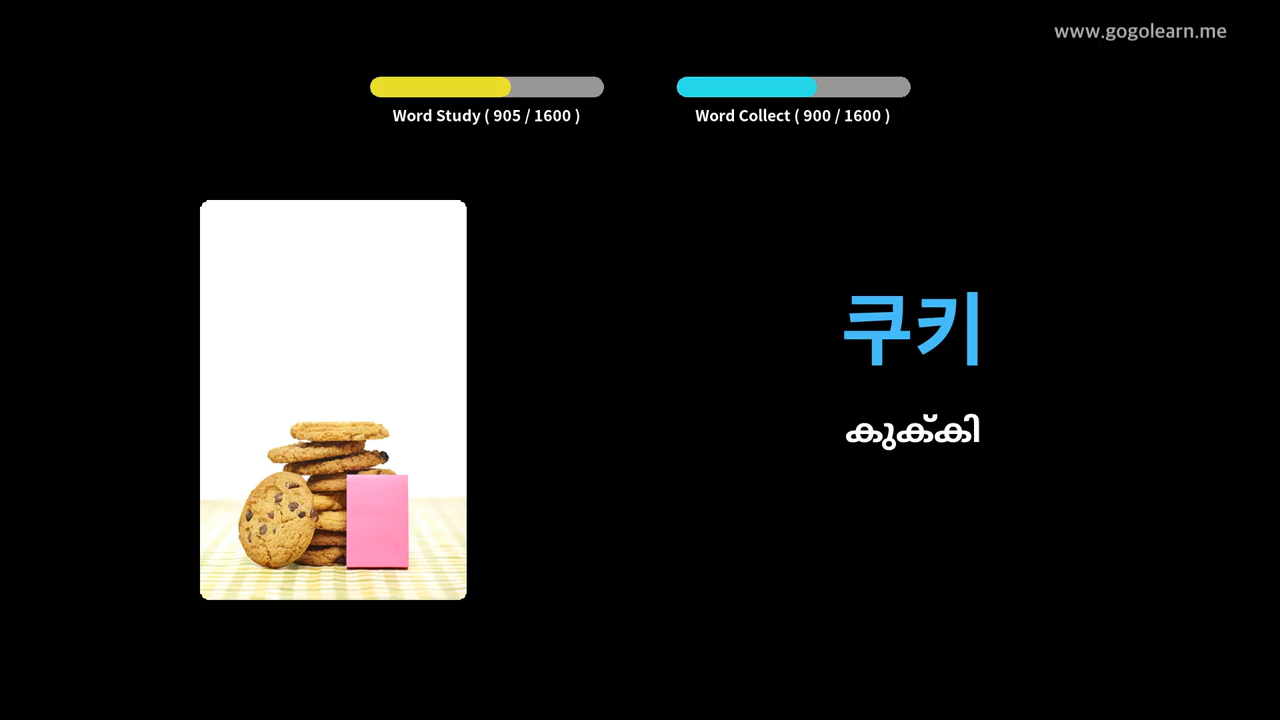 www.gogolearn.me
Word Study ( 905 / 1600 )
Word Collect ( 900 / 1600 )
쿠키
കുക്കി